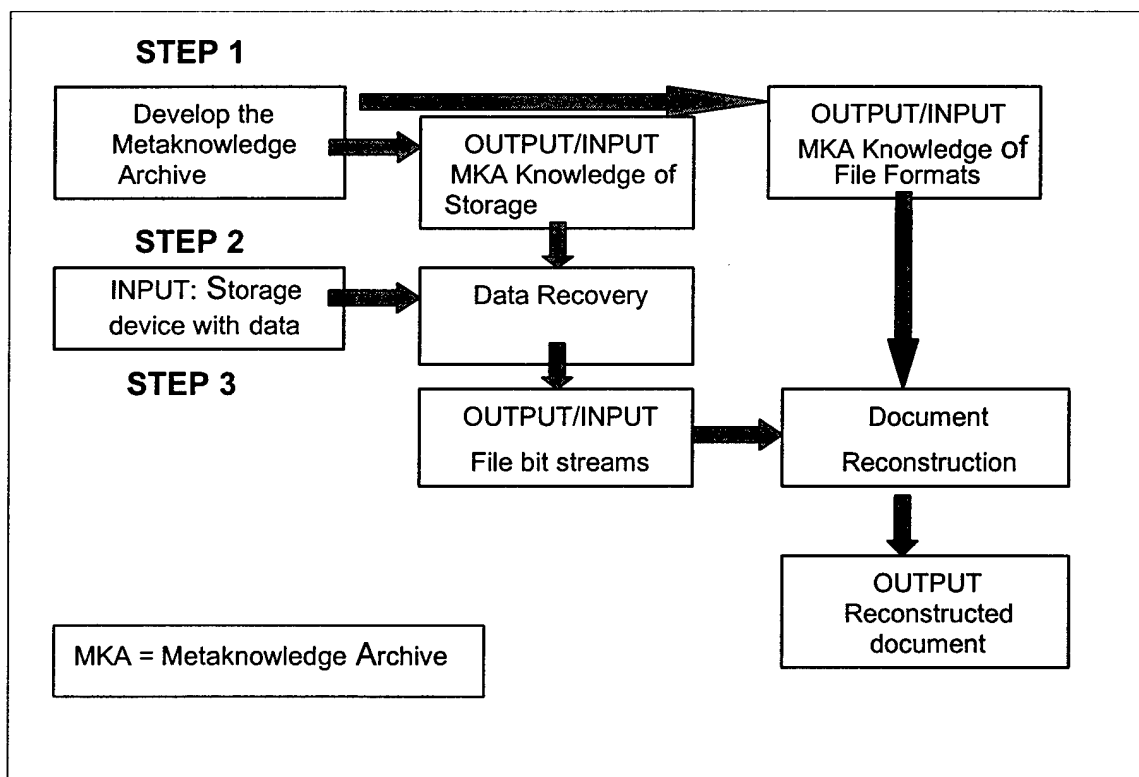 STEP 1
Develop the
Metaknowledge
Archive
OUTPUT/INPUT
MKA Knowledge of
Storage
OUTPUT/INPUT
MKA Knowledge of
File Formats
STEP 2
INPUT: Storage
device with data
Data Recovery
STEP 3
OUTPUT/INPUT
File bit streams
Document
Reconstruction
OUTPUT
Reconstructed
document
MKA = Metaknowledge Archive